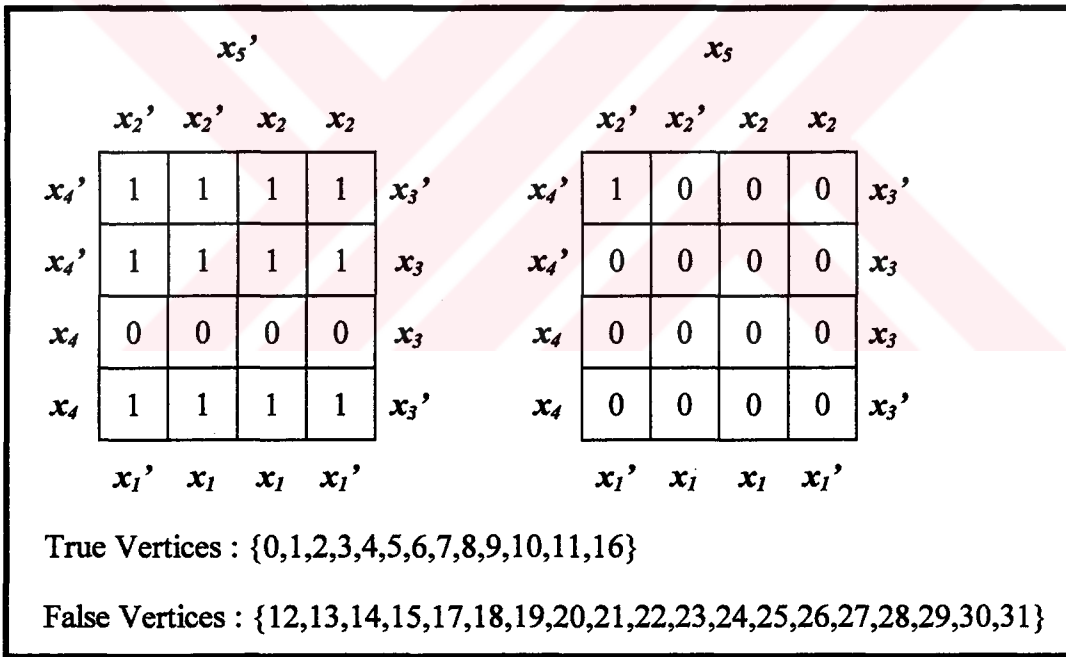 x5’ x5
x2’ x2’ x2 x2 x2’ x2’ x2 x2
x4’ 1 1 1 1 x3’ x4’ 1 0 0 0 x3’
x4’ 1 1 1 1 x3 x4’ 0 0 0 0 x3
x4 0 0 0 0 x3 x4 0 0 0 0 x3
x4 1 1 1 1 x3’ x4 0 0 0 0 x3’
x1’ x1 x1 x1’ x1’ x1 x1 x1’
True Vertices : {0,1,2,3,4,5,6,7,8,9,10,11,16}
False Vertices : {12,13,14,15,17,18,19,20,21,22,23,24,25,26,27,28,29,30,31}